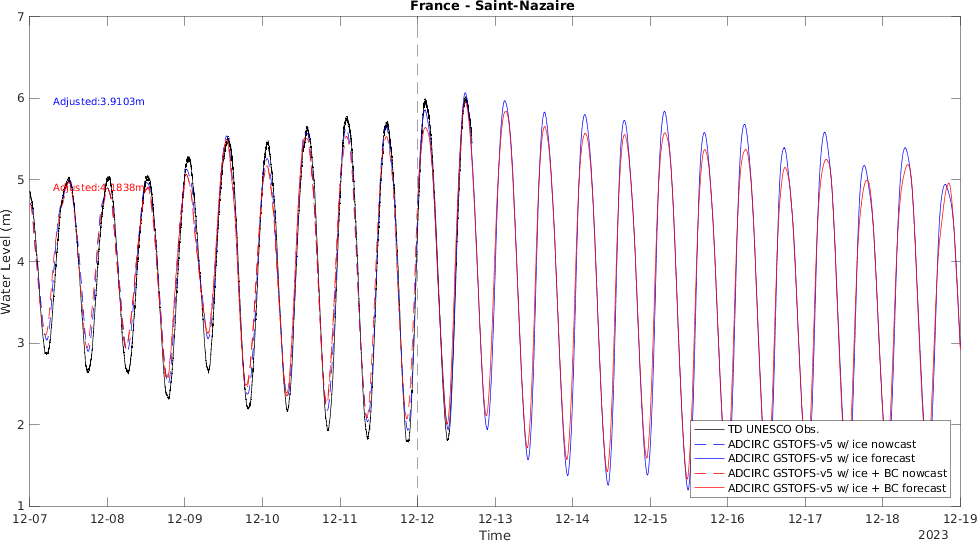 France - Saint-Nazaire
7
6
5
4
3
2
1
Water Level (m)
Adjusted:3.9103m
Adjusted:4.1838m
TD UNESCO Obs.
ADCIRC GSTOFS-v5 w/ ice nowcast
ADCIRC GSTOFS-v5 w/ ice forecast
ADCIRC GSTOFS-v5 w/ ice + BC nowcast
ADCIRC GSTOFS-v5 w/ ice + BC forecast
12-07 12-08 12-09 12-10 12-11 12-12 12-13 12-14 12-15 12-16 12-17 12-18 12-19
Time
2023